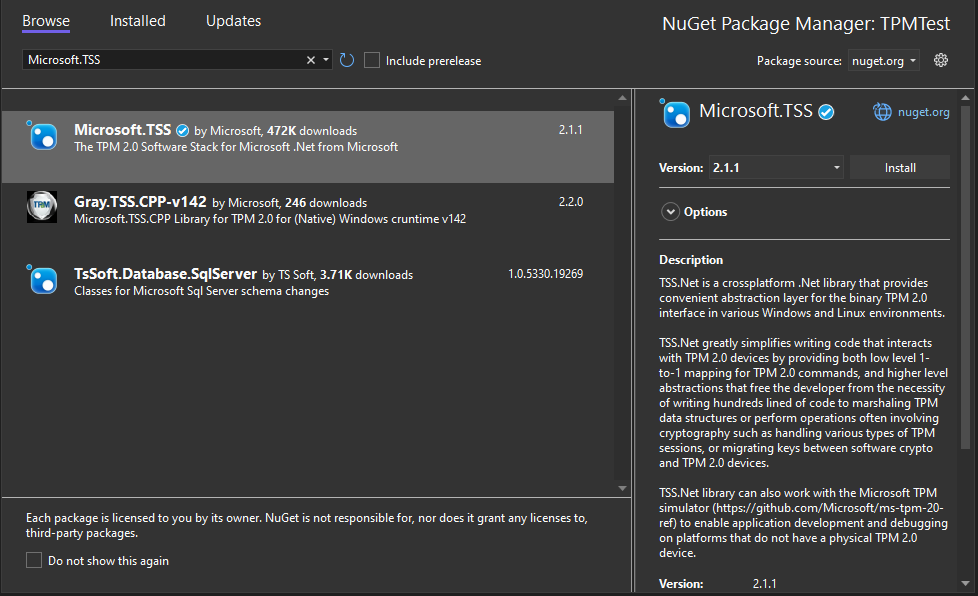 Browse Installed Updates
NuGet Package Manager: TPMTest
Microsoft.TSS
Include prerelease
Package source: nuget.org
Microsoft.TSS by Microsoft, 472K downloads 2.1.1
The TPM 2.0 Software Stack for Microsoft .Net from Microsoft
TPM
Gray.TSS.CPP-v142 by Microsoft, 246 downloads 2.2.0
Microsoft.TSS.CPP Library for TPM 2.0 for (Native) Windows cruntime v142
TsSoft.Database.SqlServer by TS Soft, 3.71K downloads 1.0.5330.19269
Classes for Microsoft Sql Server schema changes
Each package is licensed to you by its owner. NuGet is not responsible for, nor does it grant any licenses to,
third-party packages.
Do not show this again
Microsoft.TSS nuget.org
Version: 2.1.1 Install
Options
Description
TSS.Net is a crossplatform .Net library that provides
convenient abstraction layer for the binary TPM 2.0
interface in various Windows and Linux environments.
TSS.Net greatly simplifies writing code that interacts
with TPM 2.0 devices by providing both low level 1-
to-1 mapping for TPM 2.0 commands, and higher level
abstractions that free the developer from the necessity
of writing hundreds lined of code to marshaling TPM
data structures or perform operations often involving
cryptography such as handling various types of TPM
sessions, or migrating keys between software crypto
and TPM 2.0 devices.
TSS.Net library can also work with the Microsoft TPM
simulator (https://github.com/Microsoft/ms-tpm-20-
ref) to enable application development and debugging
on platforms that do not have a physical TPM 2.0
device.
Version: 2.1.1